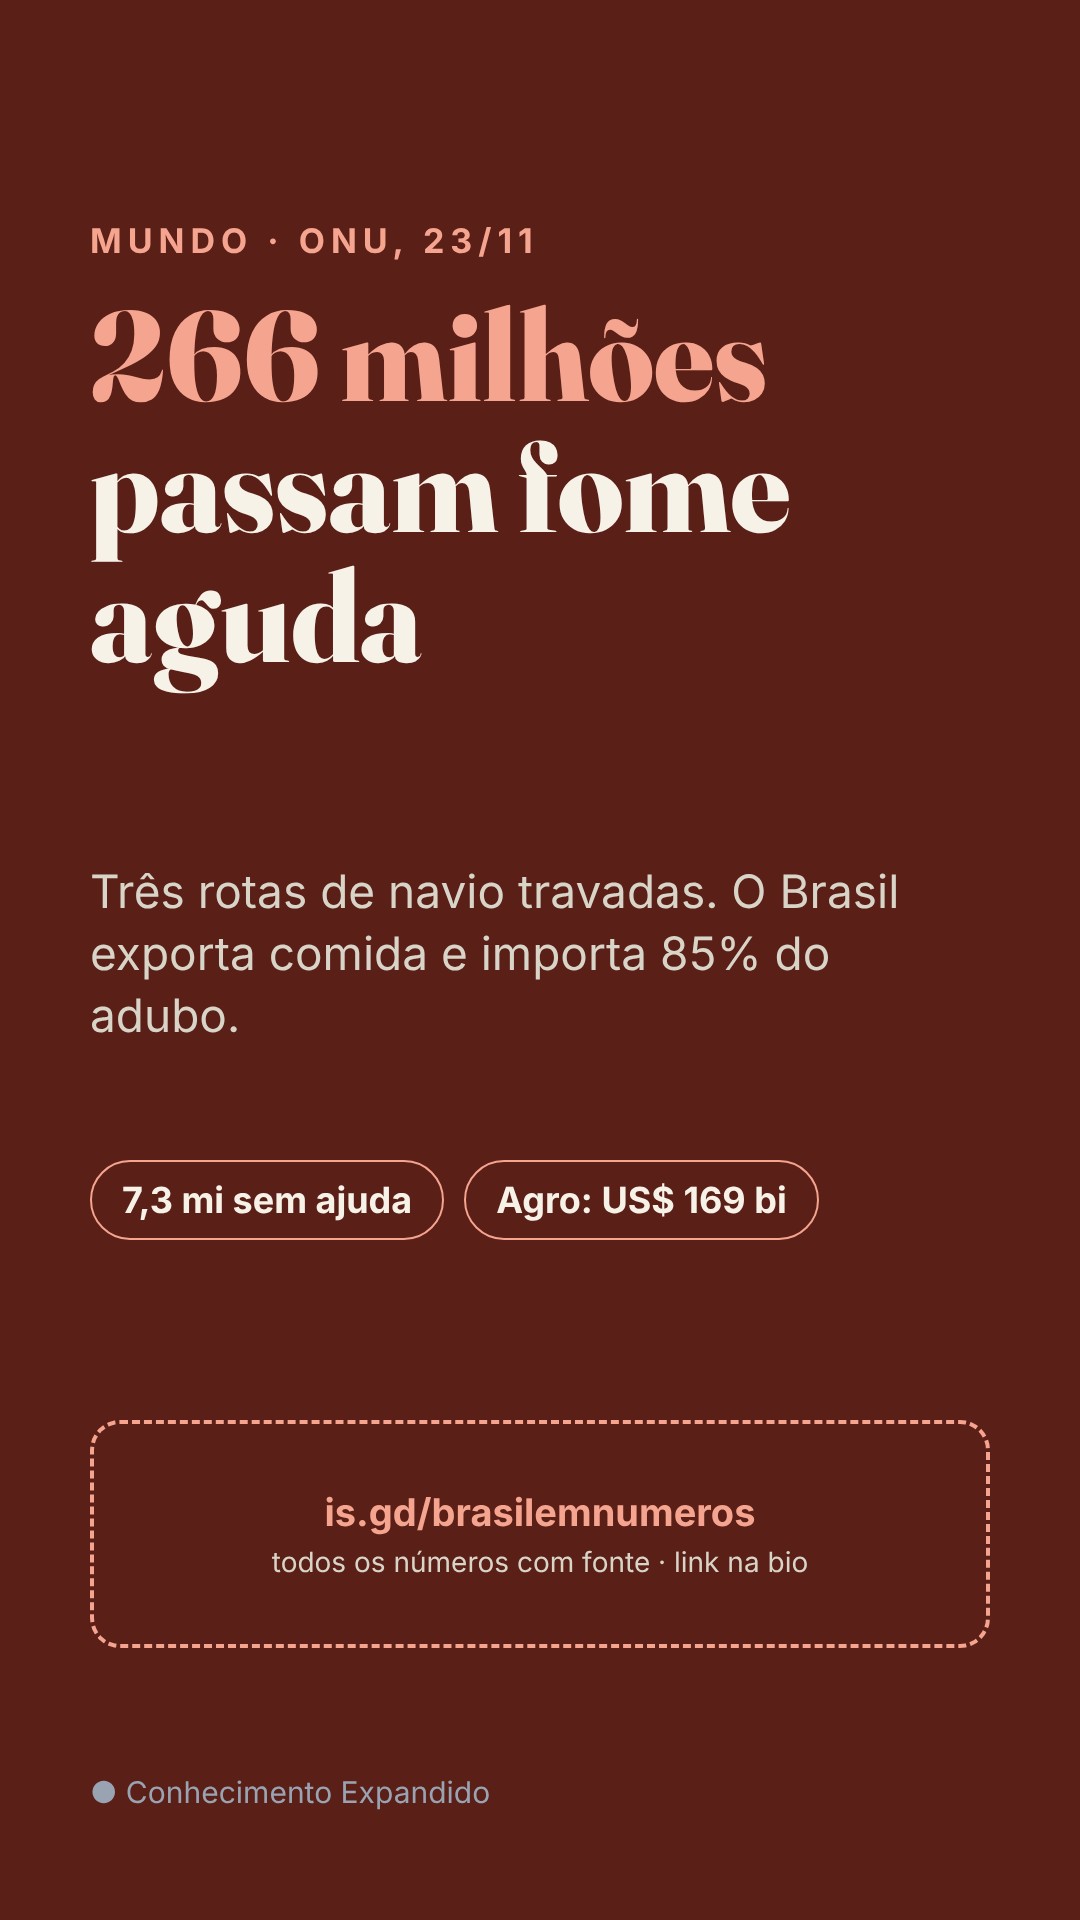 MUNDO · ONU, 23/11
266 milhões
passam fome
aguda
Três rotas de navio travadas. O Brasil
exporta comida e importa 85% do
adubo.
7,3 mi sem ajuda
Agro: US$ 169 bi
is.gd/brasilemnumeros
todos os números com fonte · link na bio
Conhecimento Expandido